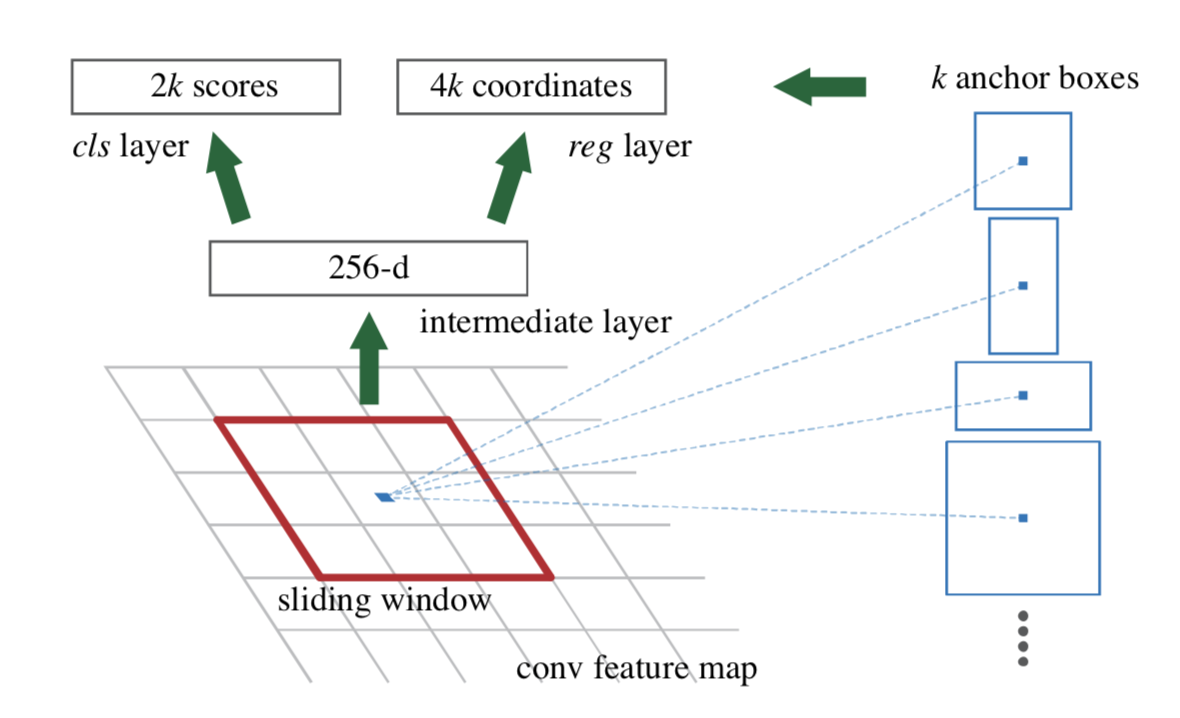 2k scores
4k coordinates
k anchor boxes
cls layer
reg layer
256-d
intermediate layer
sliding window
conv feature map